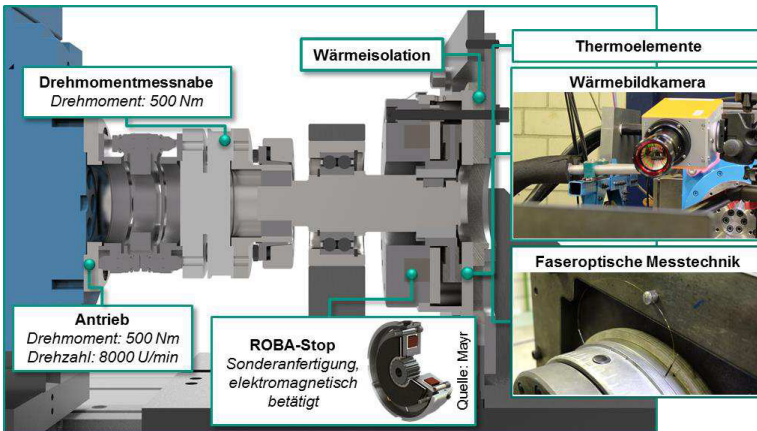 Wärmeisolation
Thermoelemente
Wärmebildkamera
Drehmomentmessnabe
Drehmoment: 500 Nm
Faseroptische Messtechnik
Antrieb
Drehmoment: 500 Nm
Drehzahl: 8000 U/min
ROBA-Stop
Sonderanfertigung,
elektromagnetisch
betätigt
Quelle: Mayr